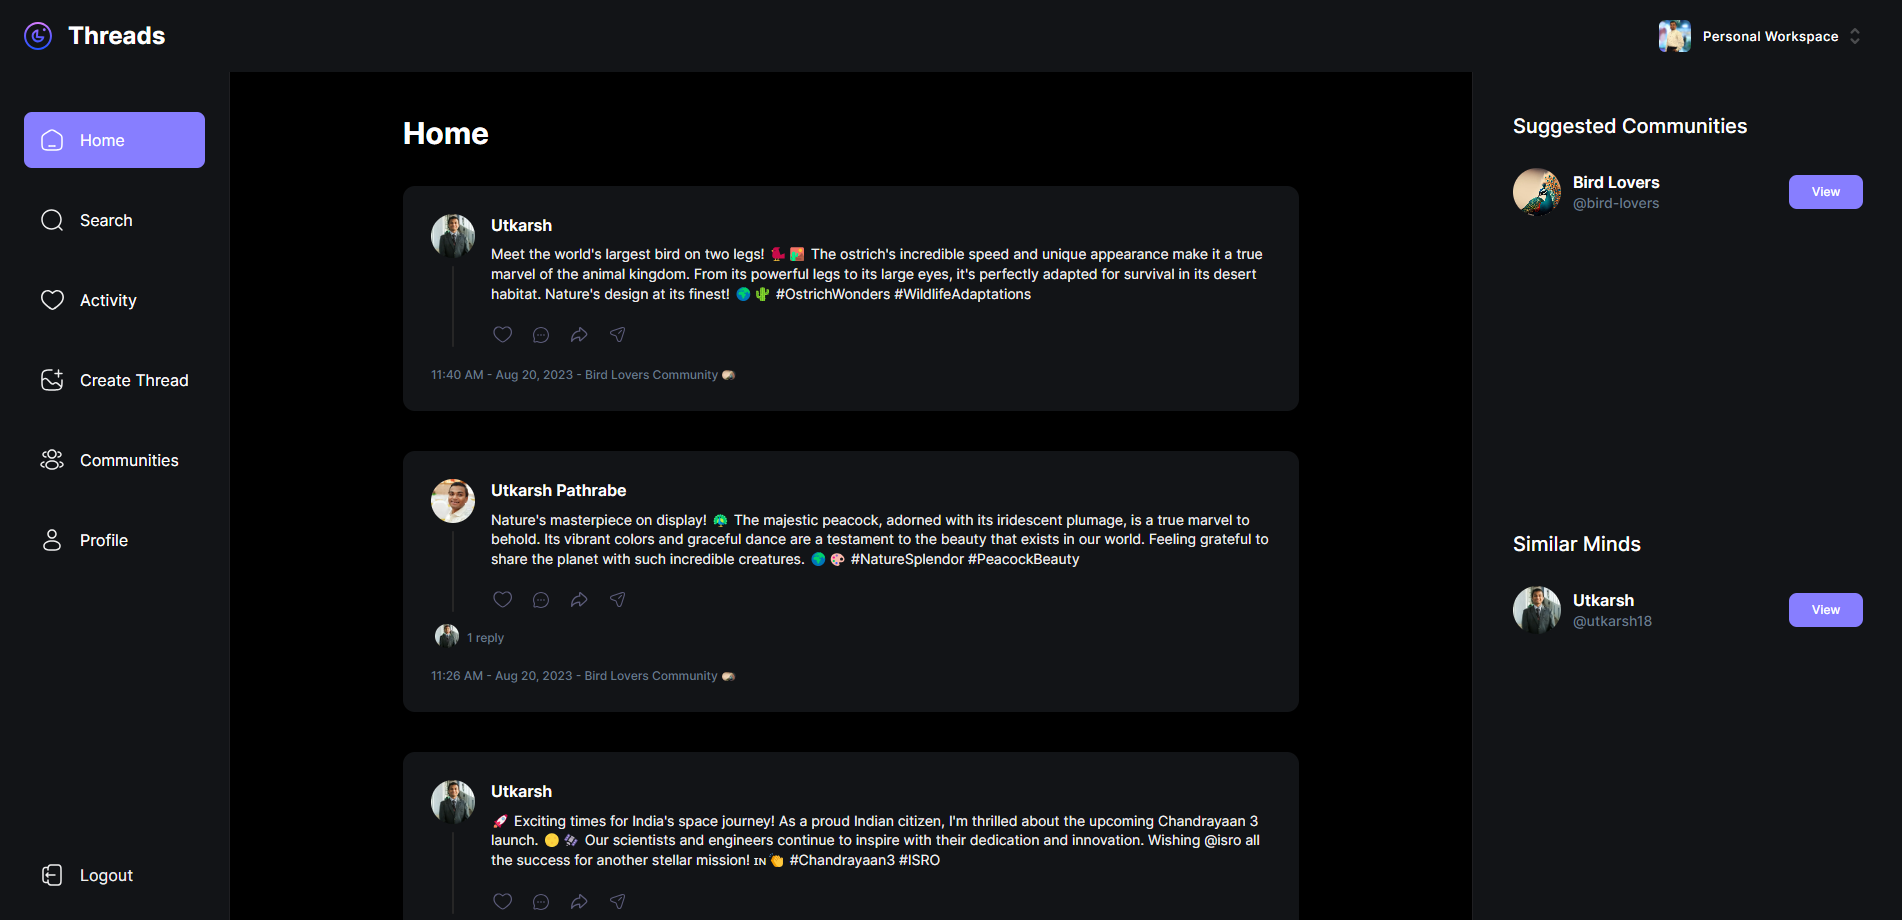 Threads
Personal Workspace
Home
Search
Activity
Create Thread
Communities
Profile
Logout
Home
Utkarsh
Meet the world's largest bird on two legs! 🦤🏜️ The ostrich's incredible speed and unique appearance make it a true
marvel of the animal kingdom. From its powerful legs to its large eyes, it's perfectly adapted for survival in its desert
habitat. Nature's design at its finest! 🌍🌵 #OstrichWonders #WildlifeAdaptations
11:40 AM - Aug 20, 2023 - Bird Lovers Community
Utkarsh Pathrabe
Nature's masterpiece on display! 🦚 The majestic peacock, adorned with its iridescent plumage, is a true marvel to
behold. Its vibrant colors and graceful dance are a testament to the beauty that exists in our world. Feeling grateful to
share the planet with such incredible creatures. 🌍🎨 #NatureSplendor #PeacockBeauty
1 reply
11:26 AM - Aug 20, 2023 - Bird Lovers Community
Utkarsh
🚀 Exciting times for India's space journey! As a proud Indian citizen, I'm thrilled about the upcoming Chandrayaan 3
launch. 🌕🛰️ Our scientists and engineers continue to inspire with their dedication and innovation. Wishing @isro all
the success for another stellar mission! 🇮🇳👏 #Chandrayaan3 #ISRO
Suggested Communities
Bird Lovers
@bird-lovers
View
Similar Minds
Utkarsh
@utkarsh18
View